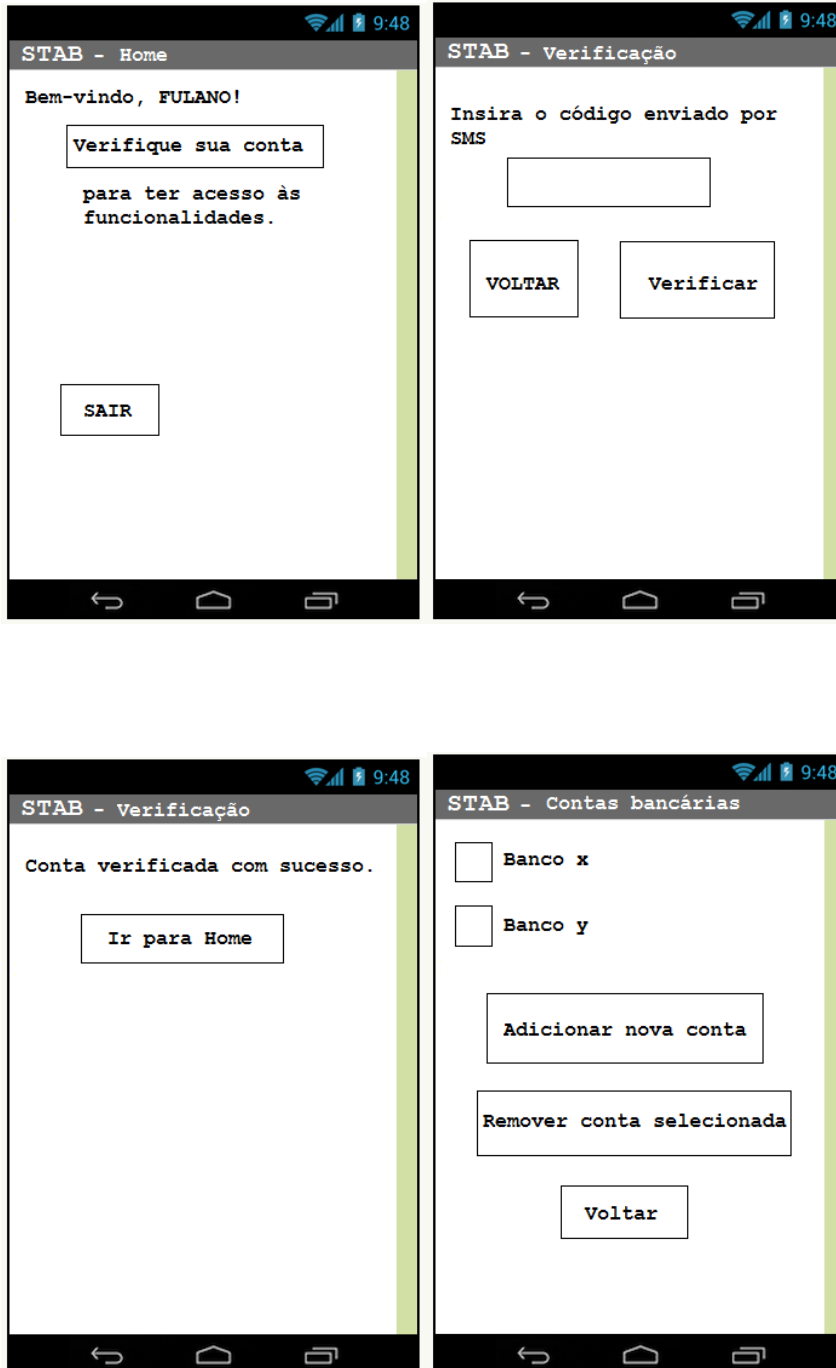 9:48
STAB - Home
Bem-vindo, FULANO!
Verifique sua conta
para ter acesso às
funcionalidades.
SAIR
9:48
STAB - Verificação
Insira o código enviado por
SMS
VOLTAR
Verificar
9:48
STAB - Verificação
Conta verificada com sucesso.
Ir para Home
9:48
STAB - Contas bancárias
Banco x
Banco y
Adicionar nova conta
Remover conta selecionada
Voltar